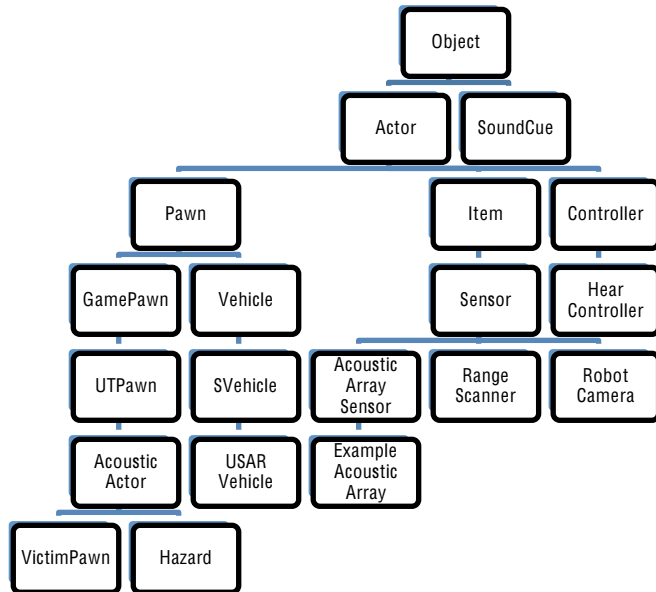 Object
Actor
SoundCue
Pawn
Item
Controller
GamePawn
Vehicle
Sensor
Hear
Controller
UTPawn
SVehicle
Acoustic
Array
Sensor
Range
Scanner
Robot
Camera
Acoustic
Actor
USAR
Vehicle
Example
Acoustic
Array
VictimPawn
Hazard